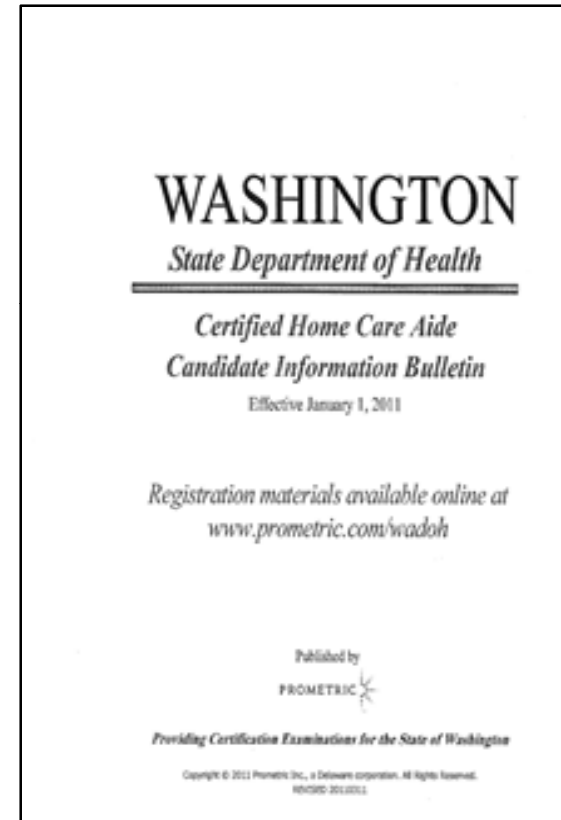 WASHINGTON
State Department of Health
Certified Home Care Aide
Candidate Information Bulletin
Effective January 1, 2011
Registration materials available online at
www.prometric.com/wadoh
Published by
PROMETRIC
Providing Certification Examinations for the State of Washington
Copyright © 2011 Prometric Inc., a Delaware corporation. All Rights Reserved.
REVISED 20110311